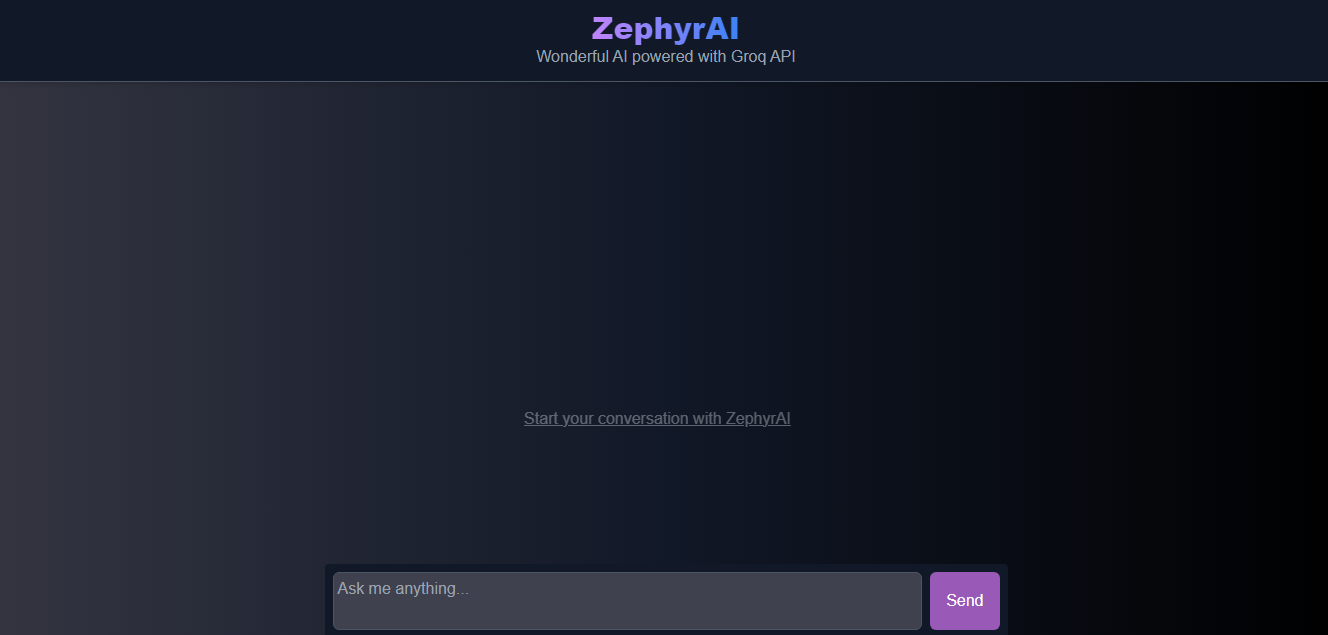 ZephyrAI
Wonderful AI powered with Groq API
Start your conversation with ZephyrAI
Ask me anything...
Send